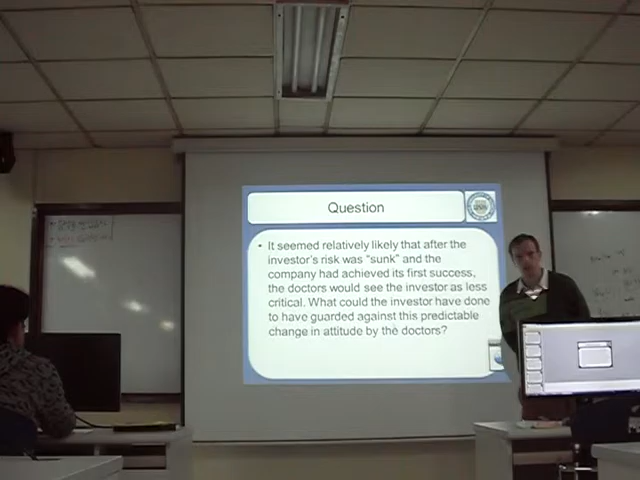 Question
• It seemed relatively likely that after the
investor's risk was "sunk" and the
company had achieved its first success,
the doctors would see the investor as less
critical. What could the investor have done
to have guarded against this predictable
change in attitude by the doctors?